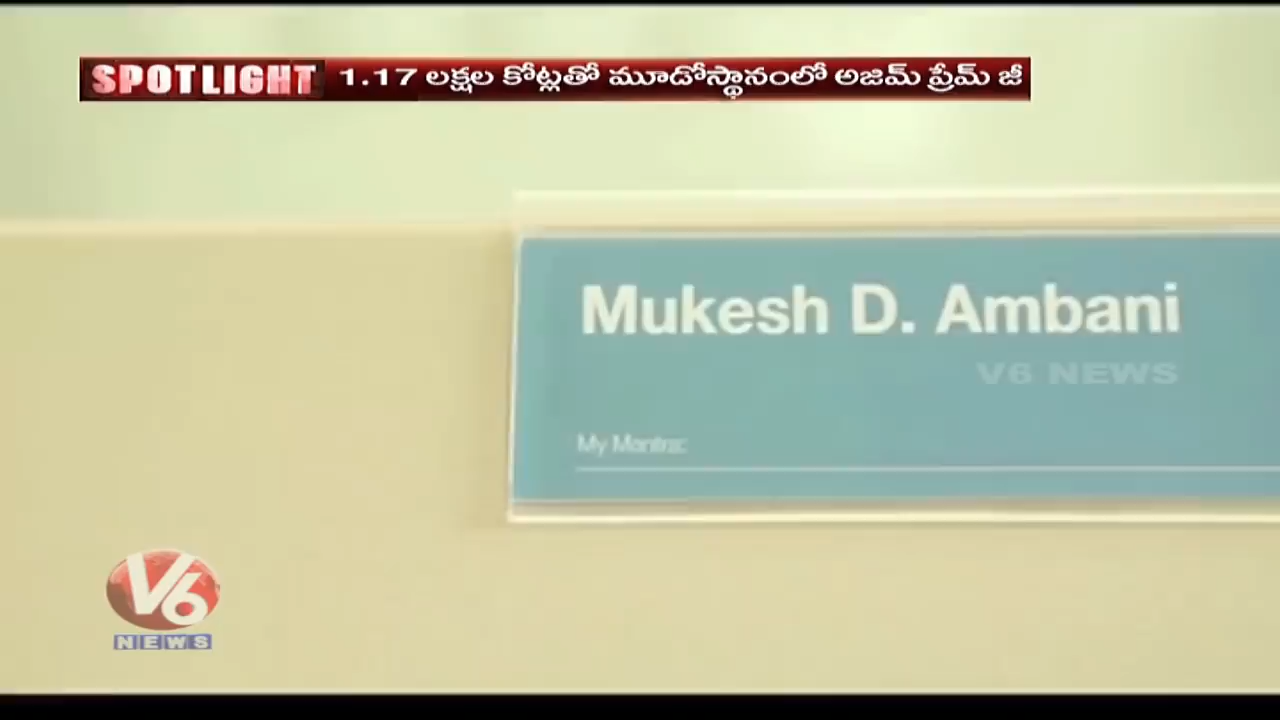 SPOTLIGHT 1.17 లక్షల కోట్లతో మూడోస్థానంలో అజిమ్ ప్రేమ్ జీ
Mukesh D. Ambani
V6 NEWS
My Mantra:
V6
NEWS